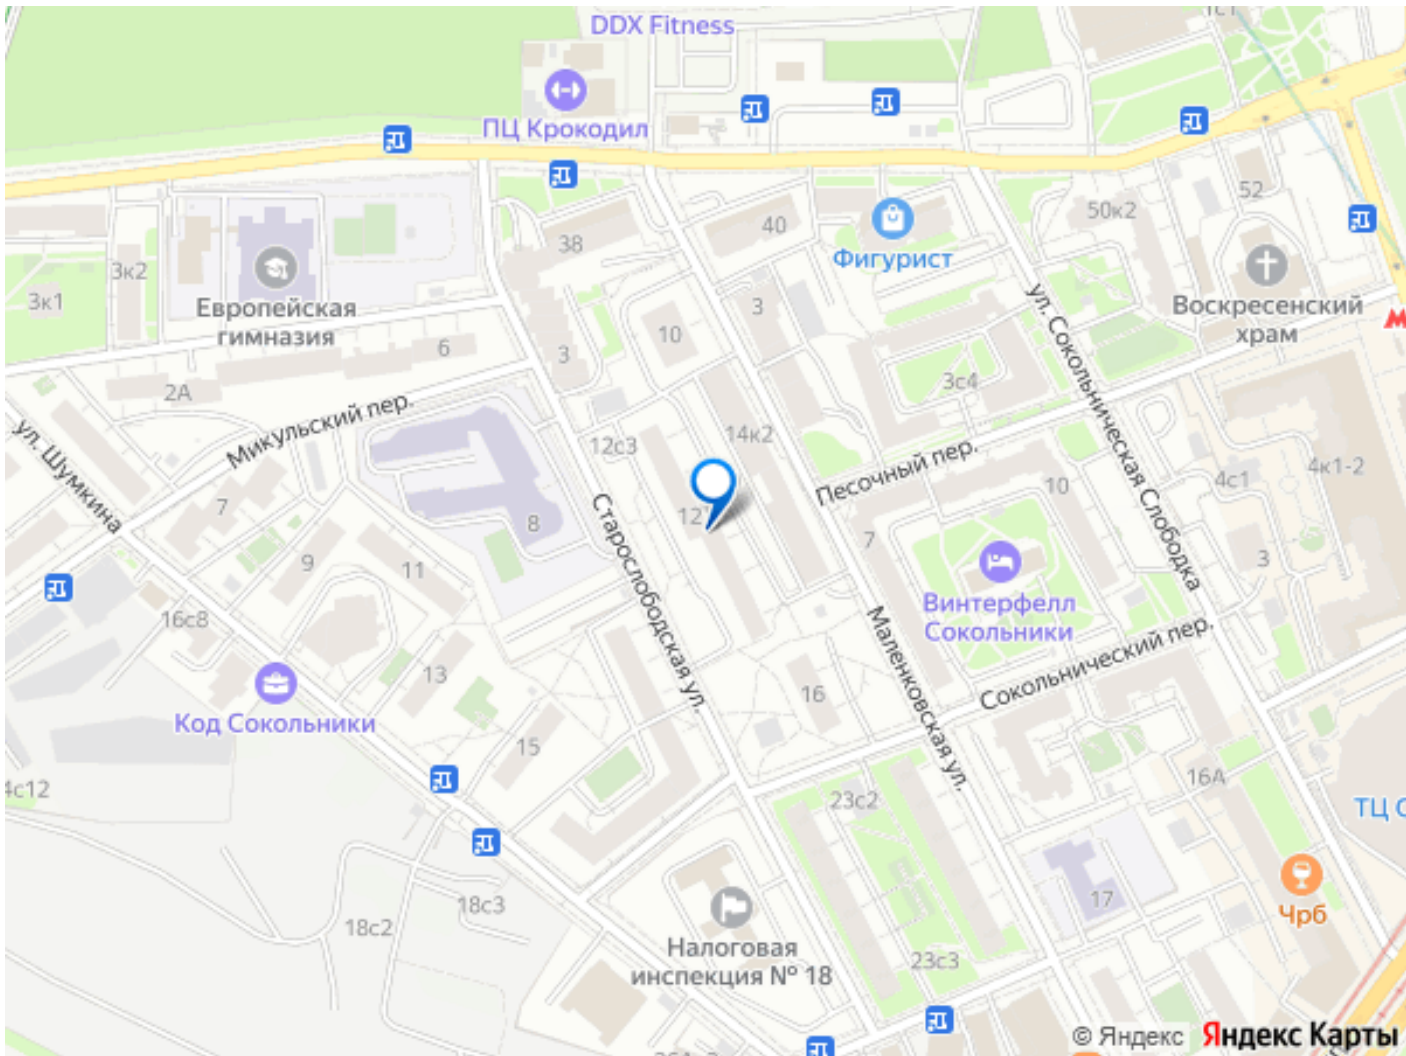 1с1
DDX Fitness
ПЦ Крокодил
52
50к2
40
38
Фигурист
3к2
3к1
Европейская
гимназия
Воскресенский
храм
ул. Сокольническая Слободка
3
10
6
3
2А
3с4
Микульский пер.
ул. Шумкина
12с3
14к2
Песочный пер.
4к1-2
4с1
10
7
8
12
Старослободская ул.
7
9
11
3
Винтерфелл
Сокольники
16с8
Маленковская ул.
Сокольнический пер.
13
16
Код Сокольники
15
16А
4с12
23с2
ТЦ С
17
18с3
18с2
Чрб
Налоговая
инспекция № 18
23с3
© Яндекс
Яндекс Карты